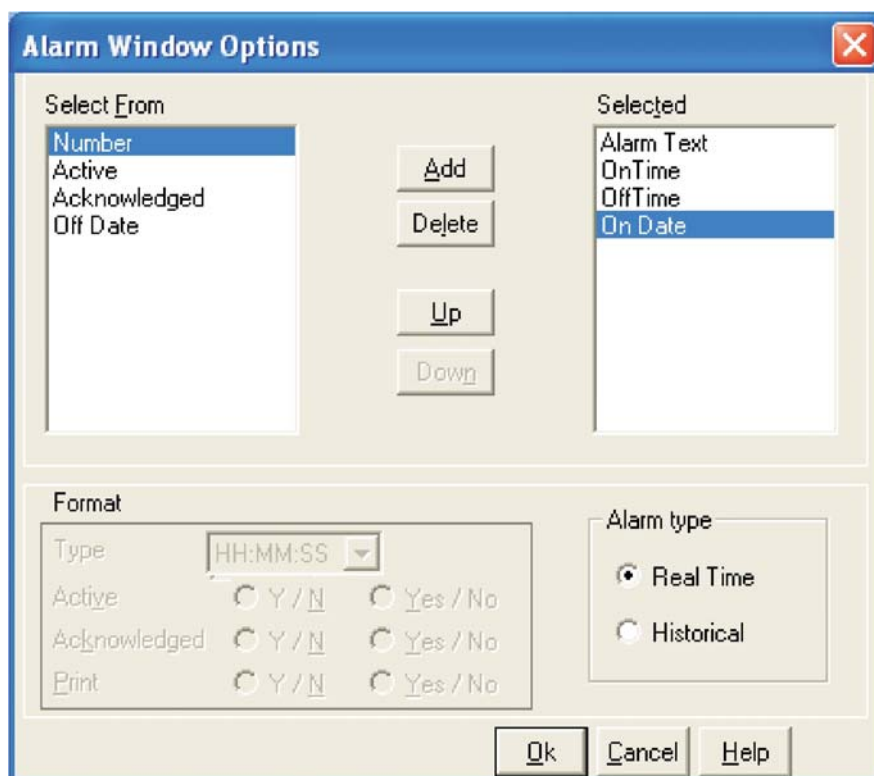 Alarm Window Options
Select From
Number
Active
Acknowledged
Off Date
Add
Delete
Up
Down
Selected
Alarm Text
OnTime
OffTime
On Date
Format
Type HH:MM:SS
Active Y / N Yes / No
Acknowledged Y / N Yes / No
Print Y / N Yes / No
Alarm type
Real Time
Historical
Ok Cancel Help